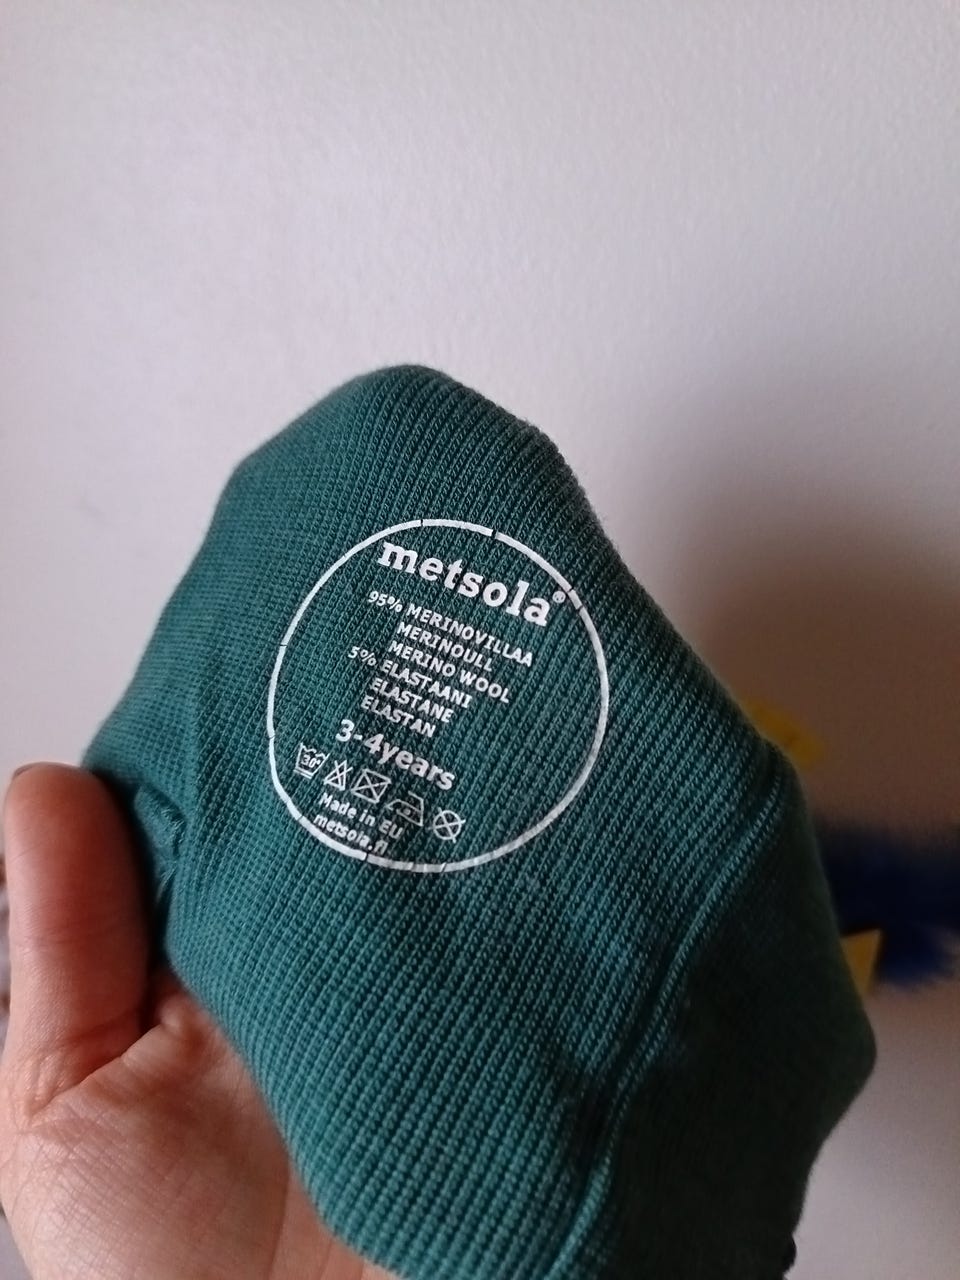 metsola®
95% MERINOVILLAA
MERINOULL
MERINO WOOL
5% ELASTAANI
ELASTANE
ELASTAN
3-4years
30°
Made in EU
metsola.fi